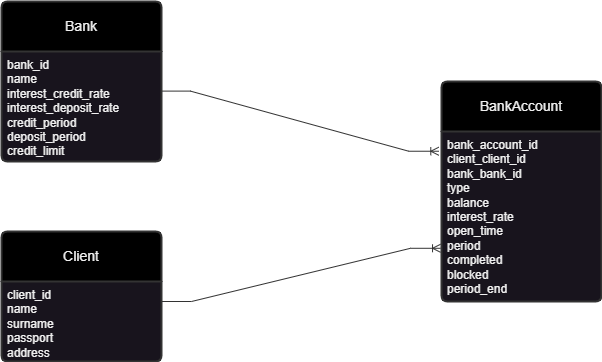 Bank
bank_id
name
interest_credit_rate
interest_deposit_rate
credit_period
deposit_period
credit_limit
Client
client_id
name
surname
passport
address
BankAccount
bank_account_id
client_client_id
bank_bank_id
type
balance
interest_rate
open_time
period
completed
blocked
period_end